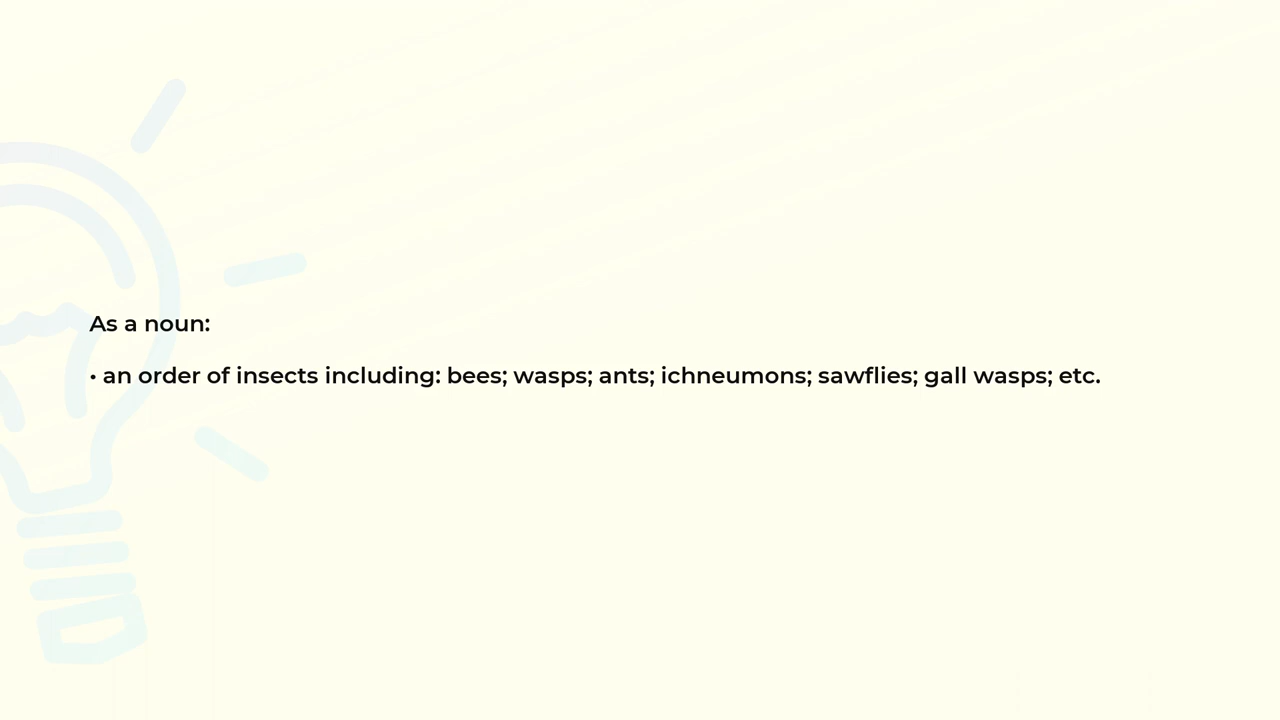 As a noun:
• an order of insects including: bees; wasps; ants; ichneumons; sawflies; gall wasps; etc.